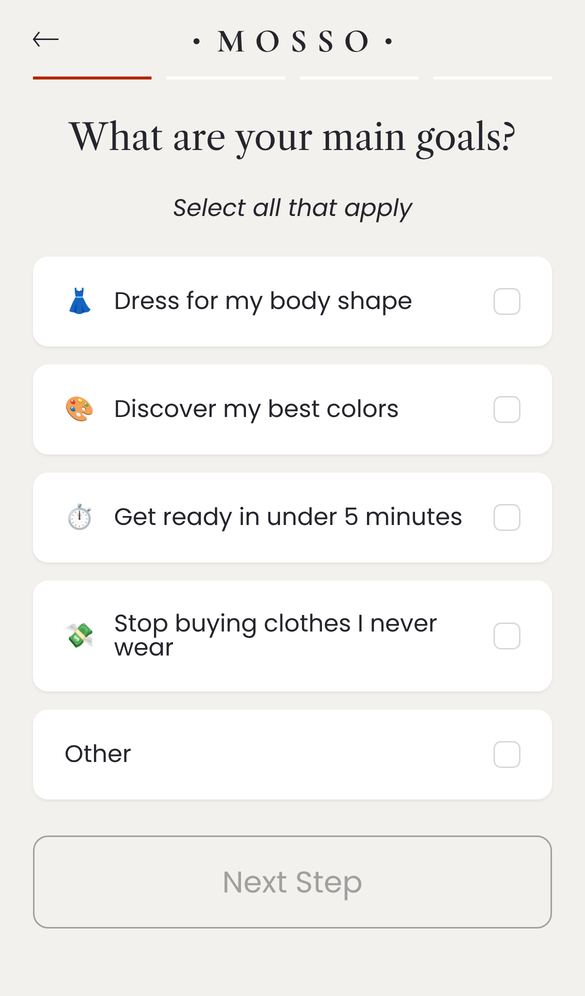 · MOSSO ·
What are your main goals?
Select all that apply
Dress for my body shape
Discover my best colors
Get ready in under 5 minutes
Stop buying clothes I never
wear
Other
Next Step